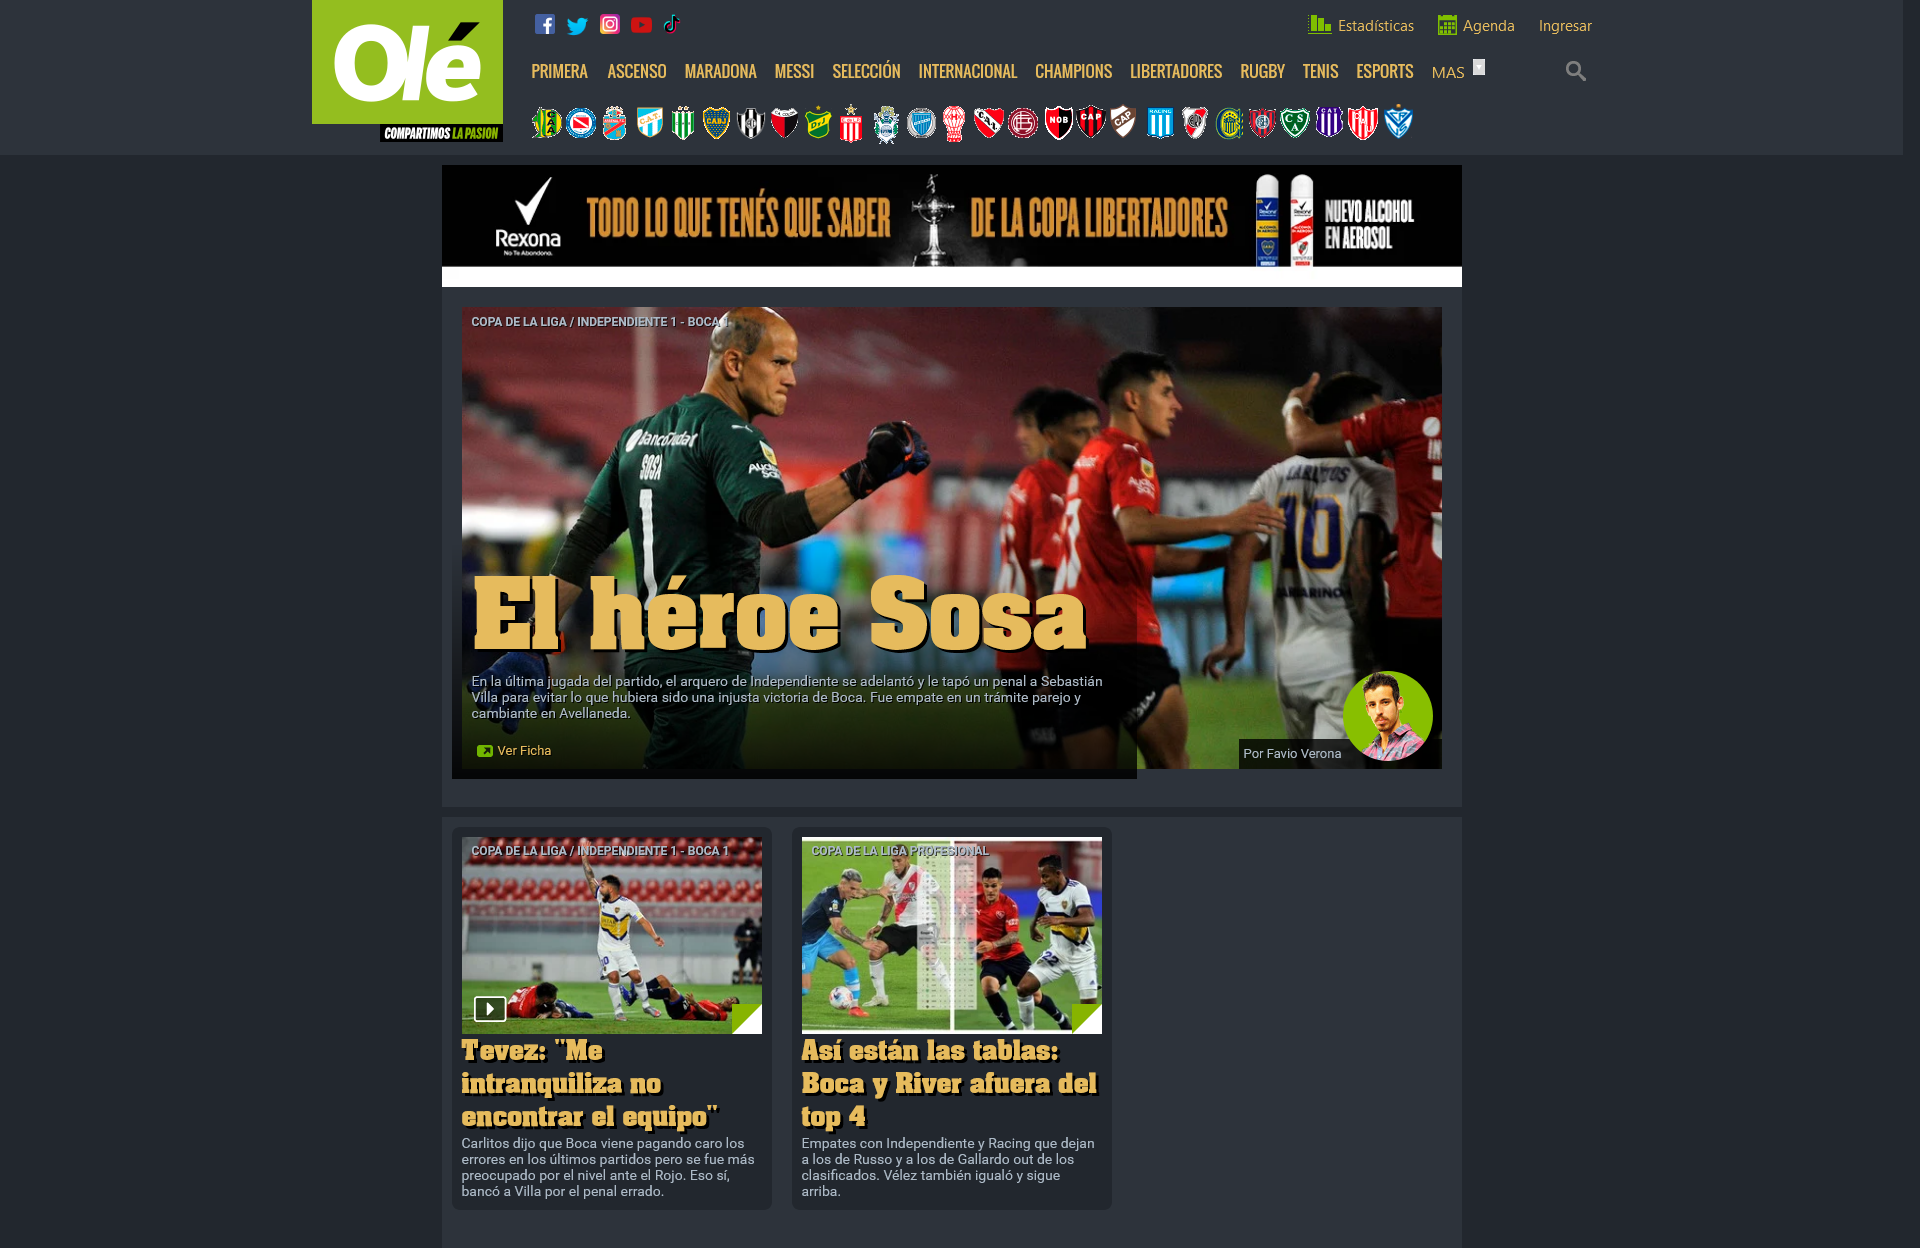 Olé
COMPARTIMOS LA PASION
Estadísticas
Agenda
Ingresar
PRIMERA
ASCENSO
MARADONA
MESSI
SELECCIÓN
INTERNACIONAL
CHAMPIONS
LIBERTADORES
RUGBY
TENIS
ESPORTS
MAS
Rexona
No Te Abandona.
TODO LO QUE TENÉS QUE SABER
DE LA COPA LIBERTADORES
NUEVO ALCOHOL
EN AEROSOL
COPA DE LA LIGA / INDEPENDIENTE 1 - BOCA 1
BancoCiudad
SOSA
1
10
El héroe Sosa
En la última jugada del partido, el arquero de Independiente se adelantó y le tapó un penal a Sebastián
Villa para evitar lo que hubiera sido una injusta victoria de Boca. Fue empate en un trámite parejo y
cambiante en Avellaneda.
Ver Ficha
Por Favio Verona
COPA DE LA LIGA / INDEPENDIENTE 1 - BOCA 1
Tevez: "Me
intranquiliza no
encontrar el equipo"
Carlitos dijo que Boca viene pagando caro los
errores en los últimos partidos pero se fue más
preocupado por el nivel ante el Rojo. Eso sí,
bancó a Villa por el penal errado.
COPA DE LA LIGA PROFESIONAL
22
Así están las tablas:
Boca y River afuera del
top 4
Empates con Independiente y Racing que dejan
a los de Russo y a los de Gallardo out de los
clasificados. Vélez también igualó y sigue
arriba.